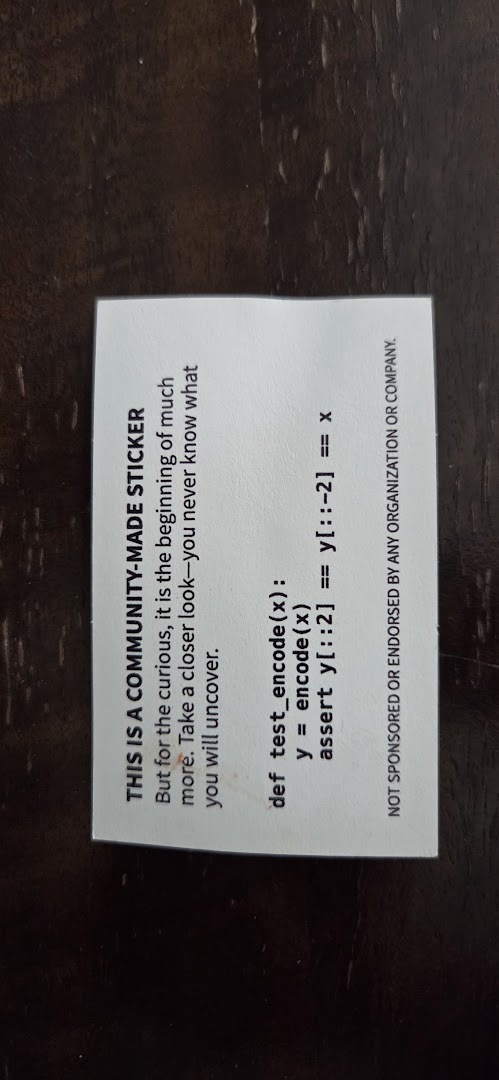 THIS IS A COMMUNITY-MADE STICKER
But for the curious, it is the beginning of much
more. Take a closer look—you never know what
you will uncover.
def test_encode(x):
    y = encode(x)
    assert y[::2] == y[::-2] == x
NOT SPONSORED OR ENDORSED BY ANY ORGANIZATION OR COMPANY.